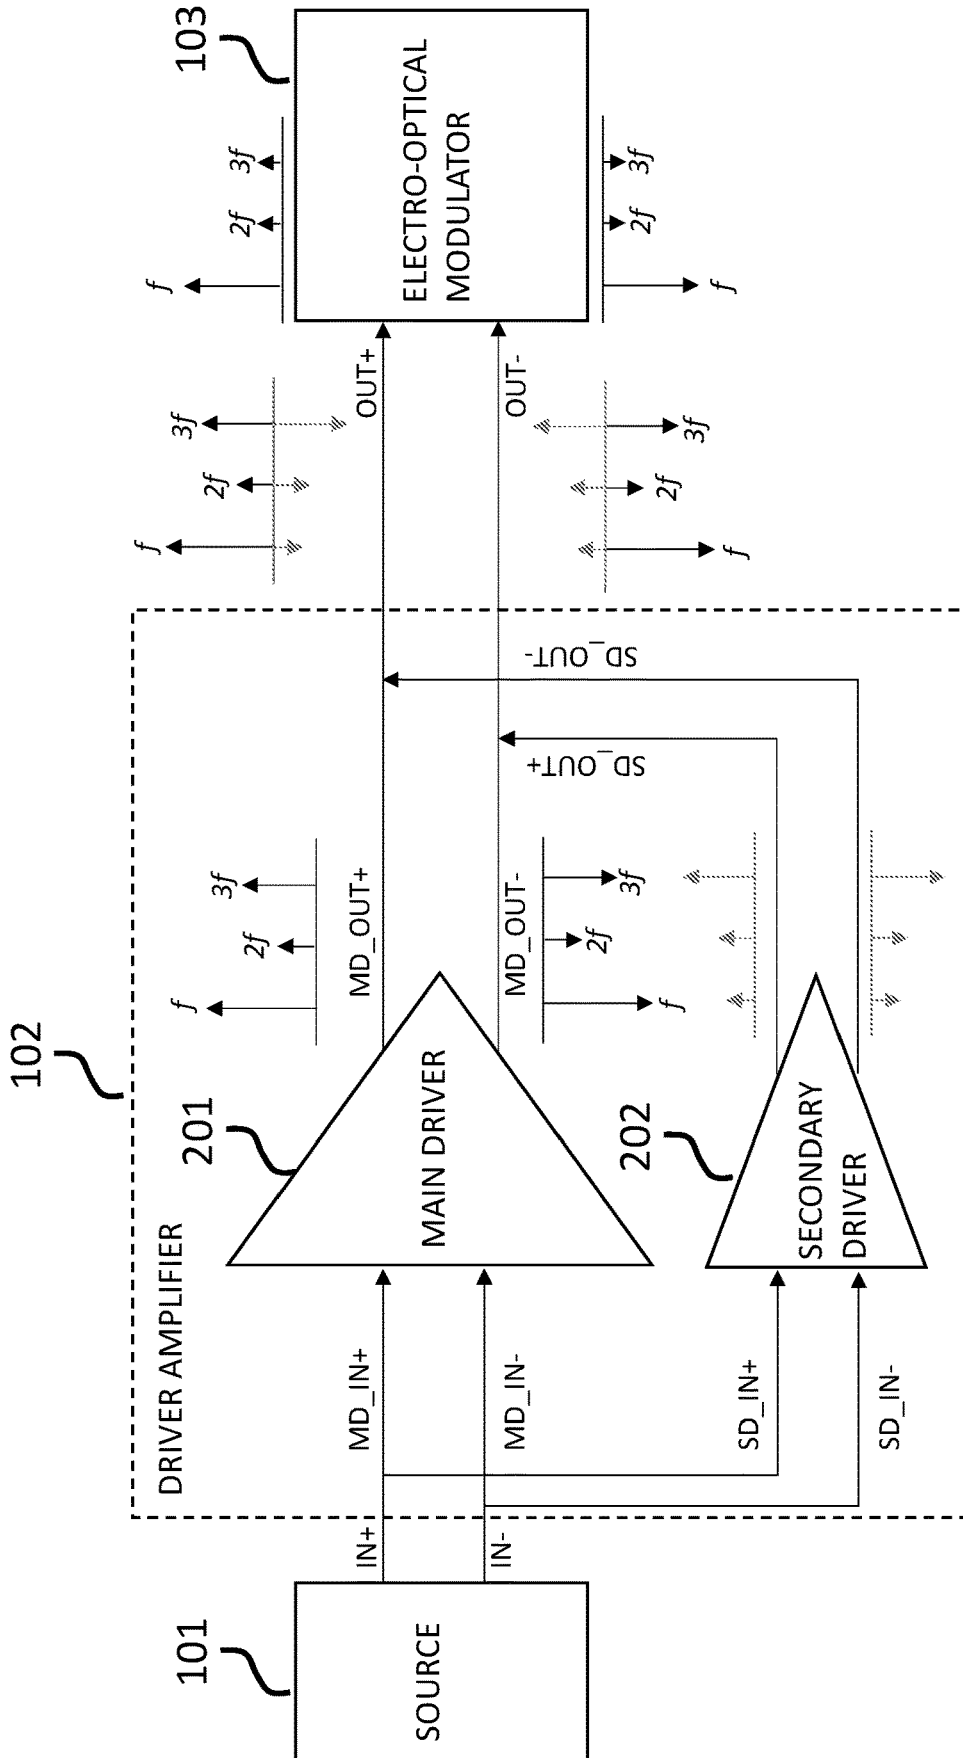 101
SOURCE
IN+
IN-
102
DRIVER AMPLIFIER
MD_IN+
MD_IN-
SD_IN+
SD_IN-
201
MAIN DRIVER
202
SECONDARY
DRIVER
f
2f
3f
MD_OUT+
MD_OUT-
f
2f
3f
SD_OUT+
SD_OUT-
f
2f
3f
OUT+
OUT-
f
2f
3f
103
f
2f
3f
ELECTRO-OPTICAL
MODULATOR
f
2f
3f